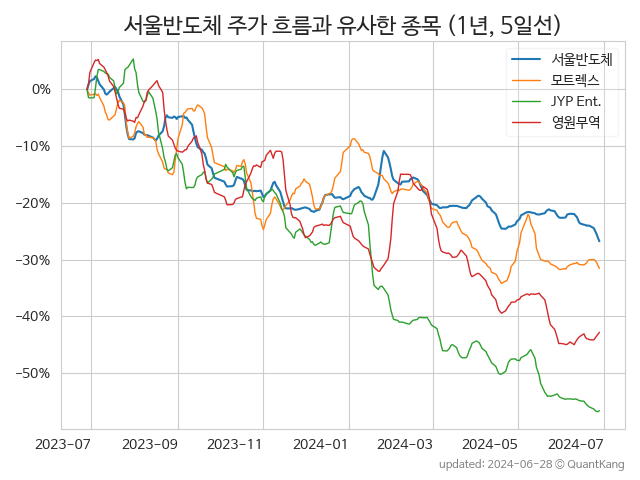 서울반도체 주가 흐름과 유사한 종목 (1년, 5일선)
서울반도체
모트렉스
JYP Ent.
영원무역
0%
−10%
−20%
−30%
−40%
−50%
2023-07 2023-09 2023-11 2024-01 2024-03 2024-05 2024-07
updated: 2024-06-28 © QuantKang